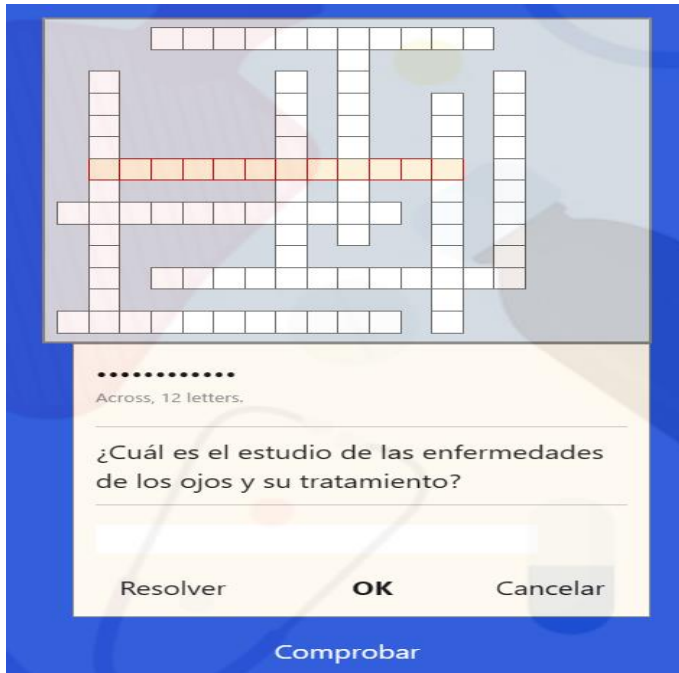 ••••••••••••
Across, 12 letters.
¿Cuál es el estudio de las enfermedades
de los ojos y su tratamiento?
Resolver
OK
Cancelar
Comprobar